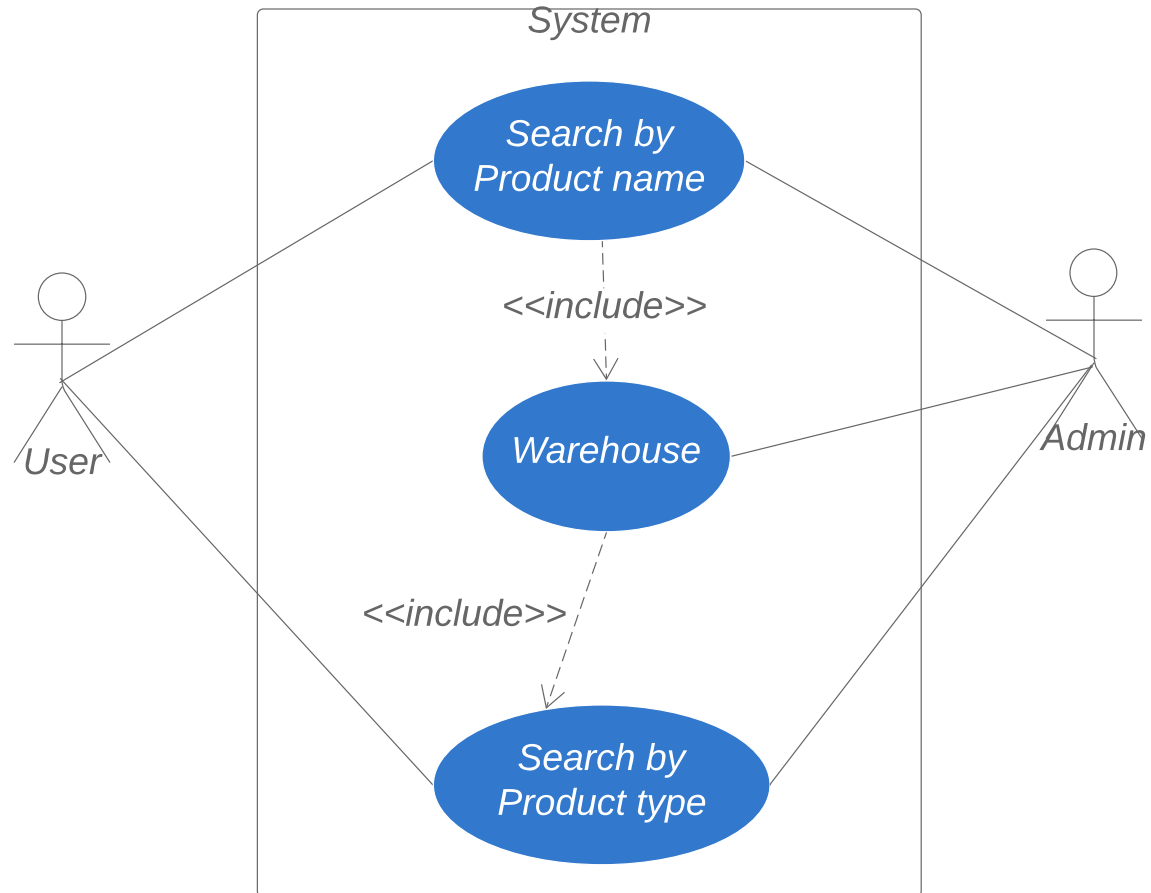 System
Search by
Product name
<<include>>
Warehouse
User
Admin
<<include>>
Search by
Product type